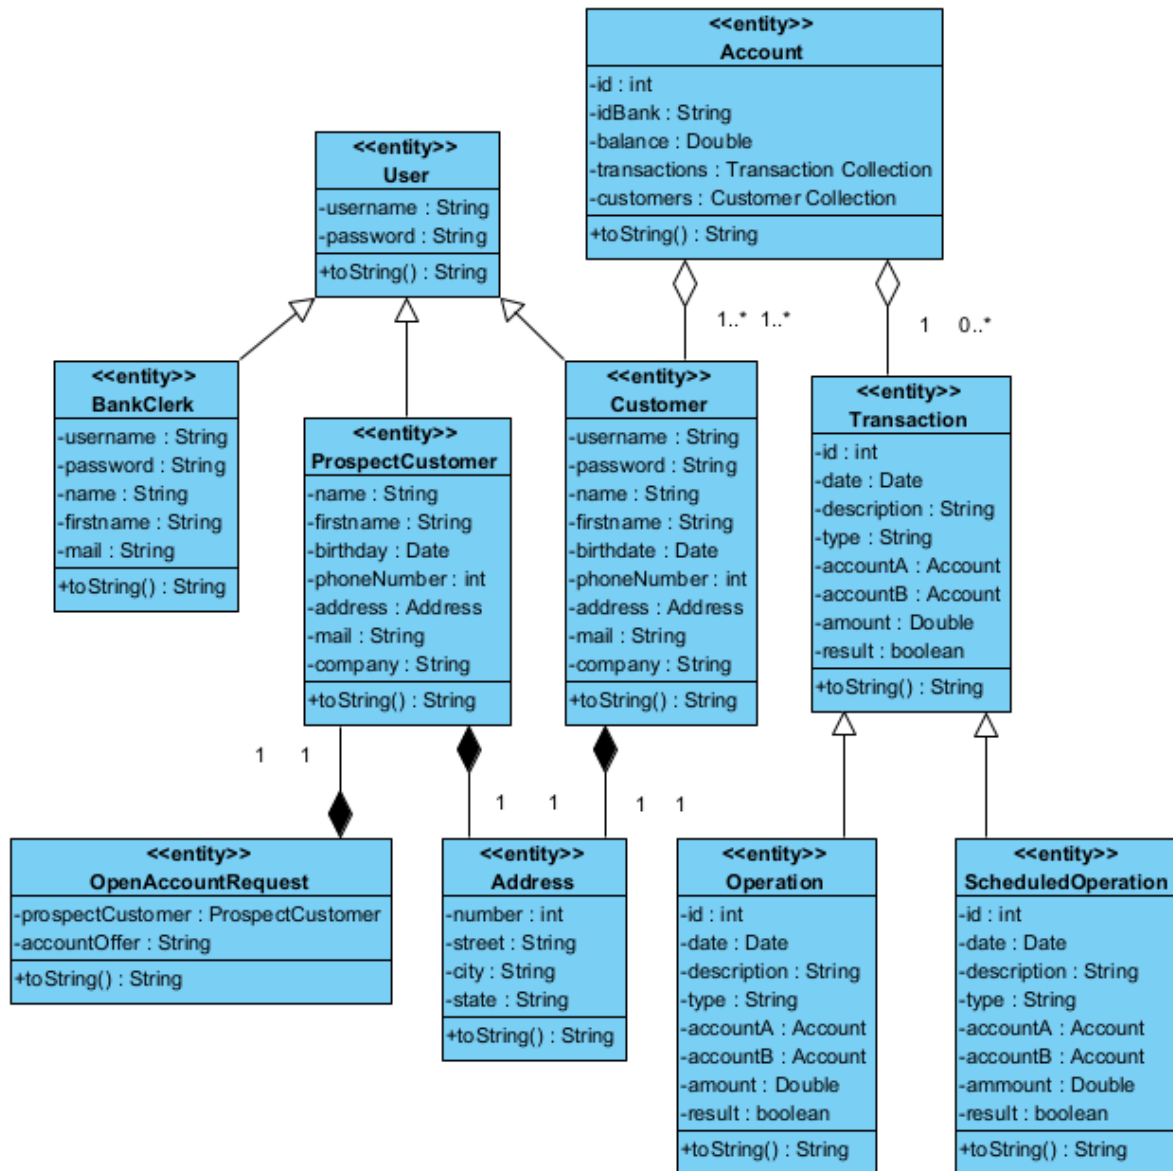 <<entity>>
Account
-id : int
-idBank : String
-balance : Double
-transactions : Transaction Collection
-customers : Customer Collection
+toString() : String
<<entity>>
User
-username : String
-password : String
+toString() : String
1..* 1..*
1 0..*
<<entity>>
BankClerk
-username : String
-password : String
-name : String
-firstname : String
-mail : String
+toString() : String
<<entity>>
ProspectCustomer
-name : String
-firstname : String
-birthday : Date
-phoneNumber : int
-address : Address
-mail : String
-company : String
+toString() : String
<<entity>>
Customer
-username : String
-password : String
-name : String
-firstname : String
-birthdate : Date
-phoneNumber : int
-address : Address
-mail : String
-company : String
+toString() : String
<<entity>>
Transaction
-id : int
-date : Date
-description : String
-type : String
-accountA : Account
-accountB : Account
-amount : Double
-result : boolean
+toString() : String
1 1
1 1
1 1
<<entity>>
OpenAccountRequest
-prospectCustomer : ProspectCustomer
-accountOffer : String
+toString() : String
<<entity>>
Address
-number : int
-street : String
-city : String
-state : String
+toString() : String
<<entity>>
Operation
-id : int
-date : Date
-description : String
-type : String
-accountA : Account
-accountB : Account
-amount : Double
-result : boolean
+toString() : String
<<entity>>
ScheduledOperation
-id : int
-date : Date
-description : String
-type : String
-accountA : Account
-accountB : Account
-ammount : Double
-result : boolean
+toString() : String